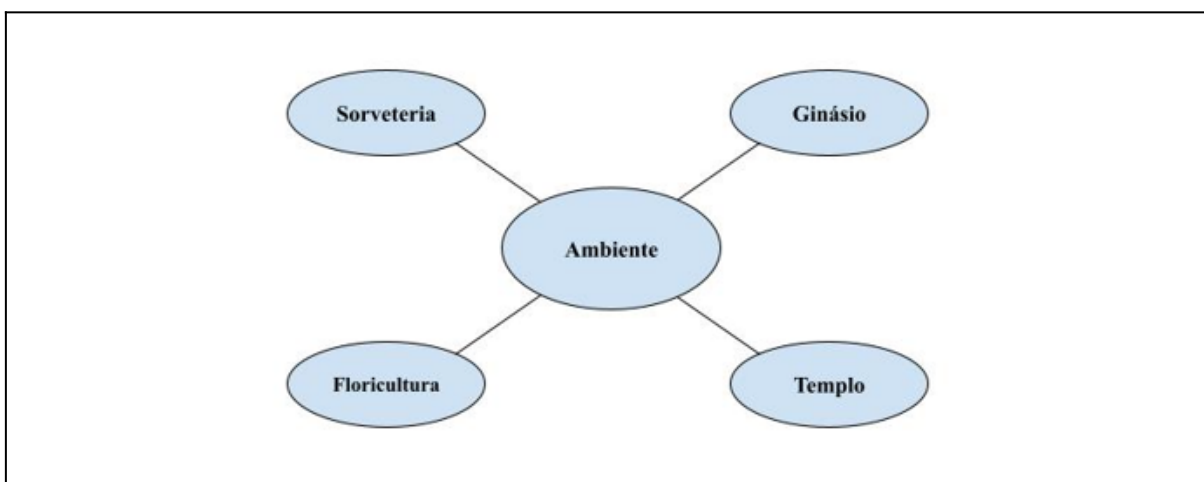 Sorveteria
Ginásio
Ambiente
Floricultura
Templo